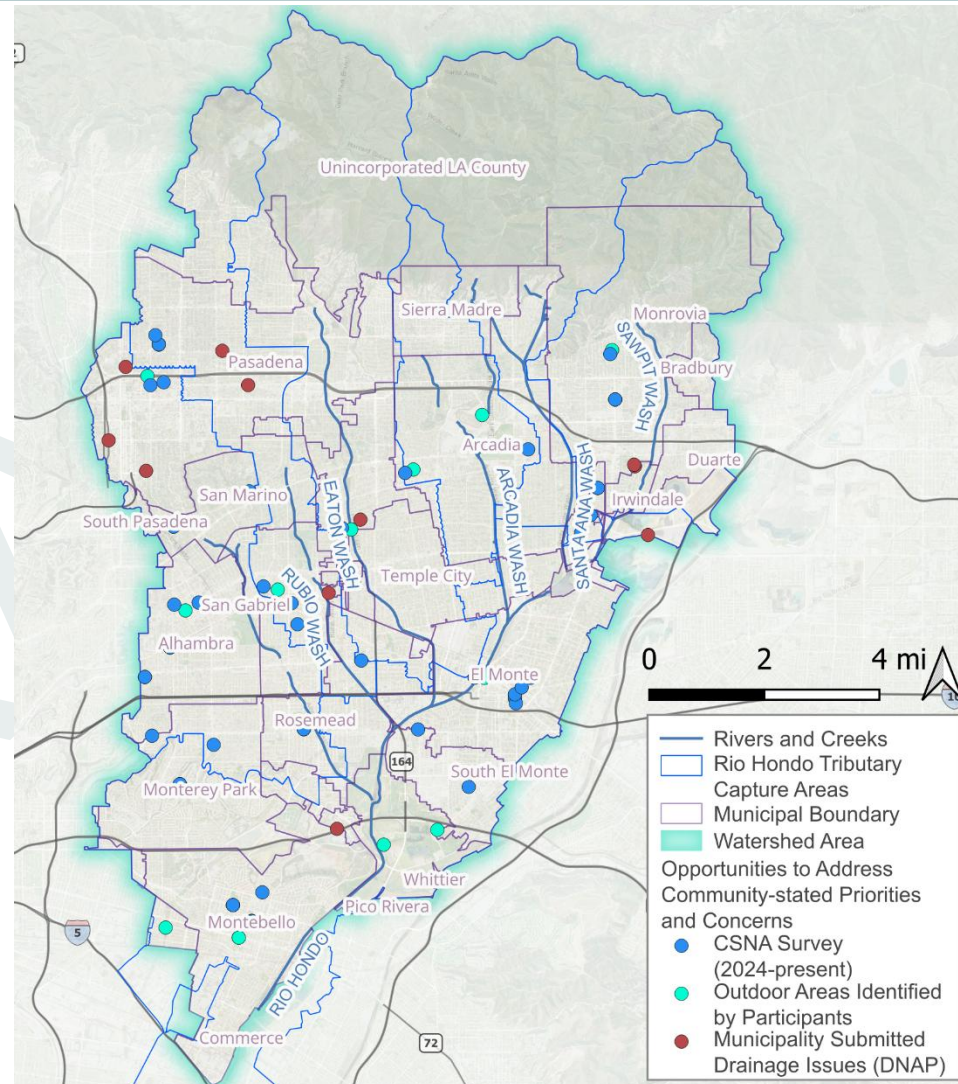 2
Unincorporated LA County
Sierra Madre
Monrovia
SAWPIT WASH
Bradbury
Pasadena
Arcadia
Duarte
San Marino
EATON WASH
ARCADIA WASH
SANTA ANA WASH
Irwindale
South Pasadena
Temple City
RUBIO WASH
San Gabriel
Alhambra
El Monte
0 2 4 mi
10
Rosemead
164
South El Monte
Monterey Park
Whittier
Pico Rivera
Montebello
5
RIO HONDO
Commerce
72
Rivers and Creeks
Rio Hondo Tributary
Capture Areas
Municipal Boundary
Watershed Area
Opportunities to Address
Community-stated Priorities
and Concerns
CSNA Survey
(2024-present)
Outdoor Areas Identified
by Participants
Municipality Submitted
Drainage Issues (DNAP)